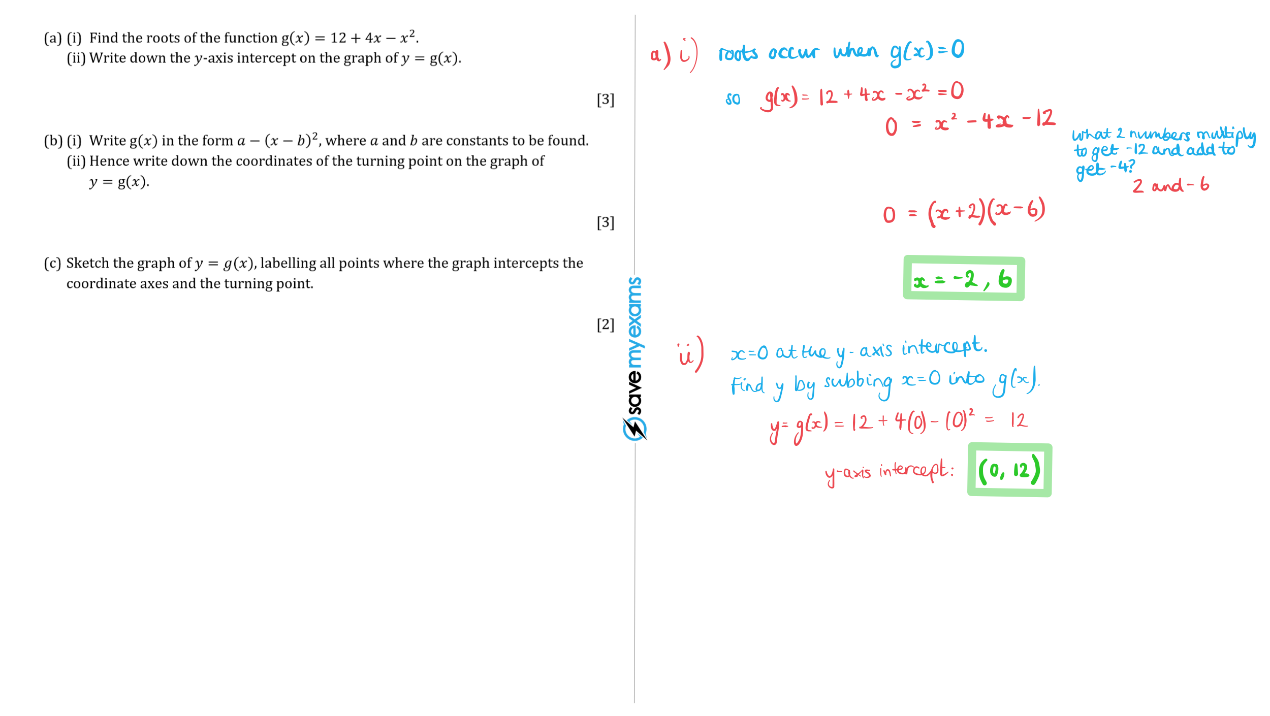 (a) (i) Find the roots of the function g(x) = 12 + 4x − x².
(ii) Write down the y-axis intercept on the graph of y = g(x).
[3]
(b) (i) Write g(x) in the form a − (x − b)², where a and b are constants to be found.
(ii) Hence write down the coordinates of the turning point on the graph of
y = g(x).
[3]
(c) Sketch the graph of y = g(x), labelling all points where the graph intercepts the
coordinate axes and the turning point.
[2]
savemyexams
a) i) roots occur when g(x)=0
so g(x) = 12 + 4x - x² = 0
0 = x² - 4x - 12
what 2 numbers multiply
to get -12 and add to
get -4?
2 and -6
0 = (x+2)(x-6)
x = -2, 6
ii) x=0 at the y-axis intercept.
Find y by subbing x=0 into g(x).
y= g(x) = 12 + 4(0) - (0)² = 12
y-axis intercept: (0, 12)